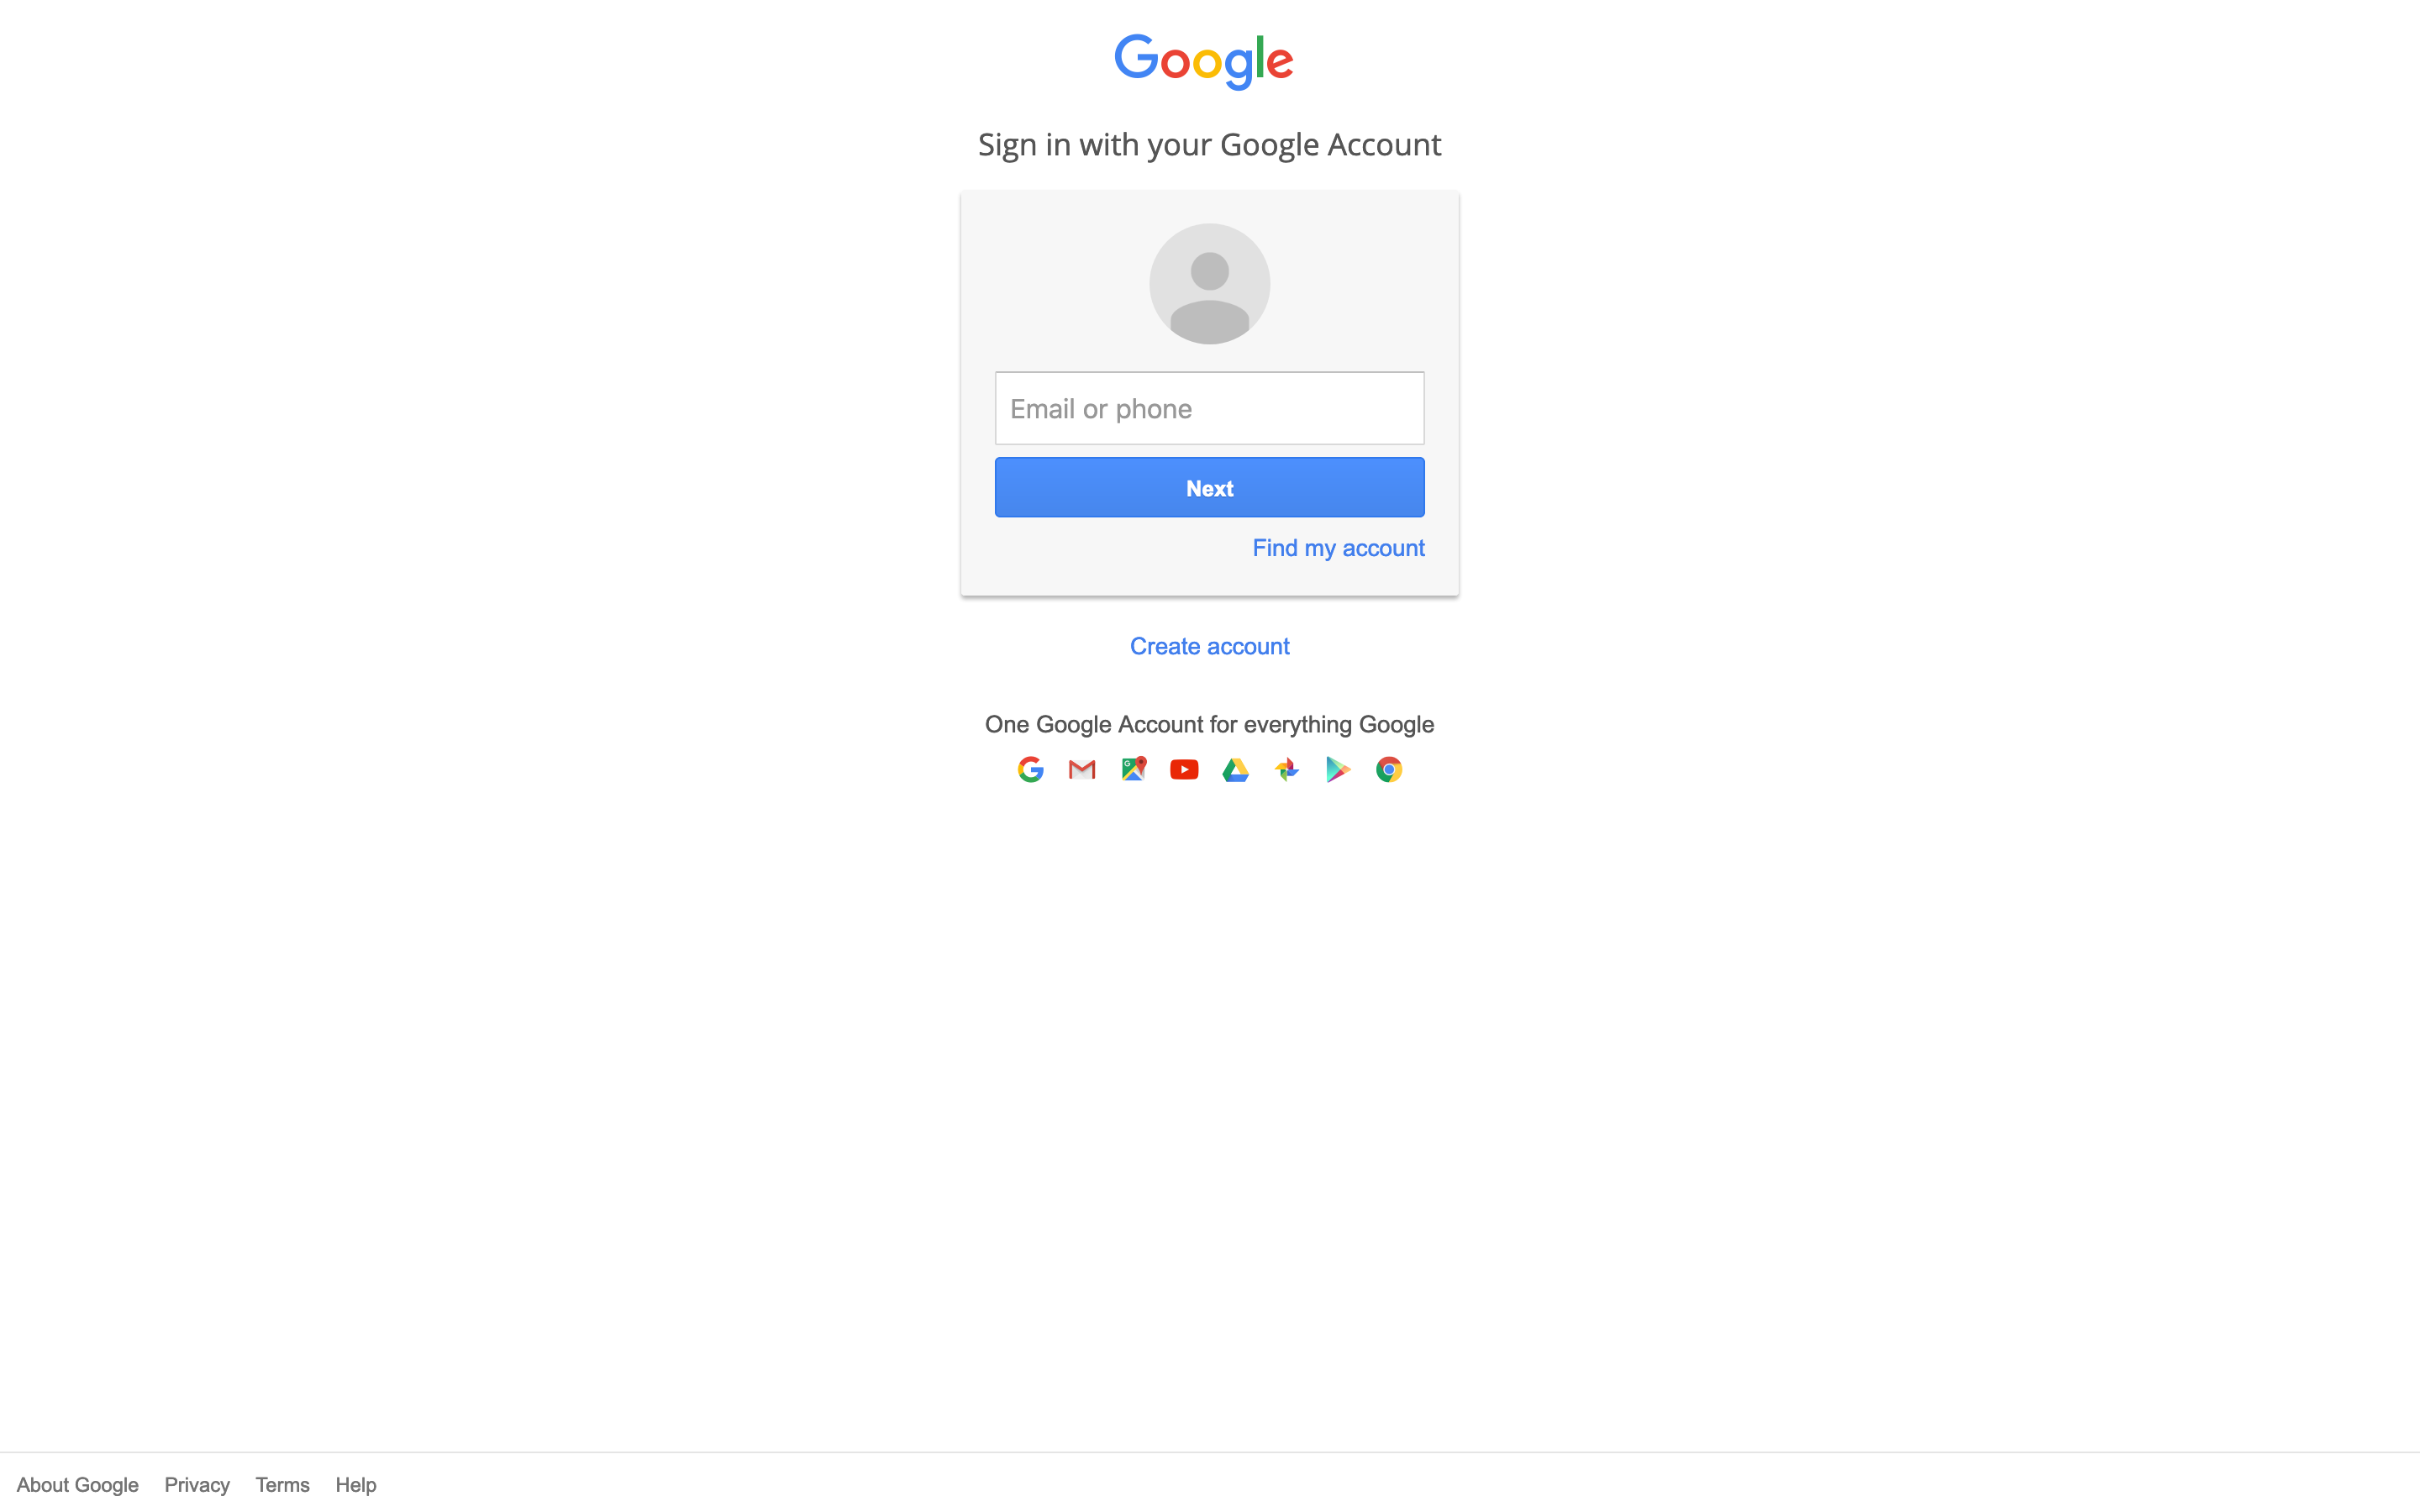 Google
Sign in with your Google Account
Email or phone
Next
Find my account
Create account
One Google Account for everything Google
About Google Privacy Terms Help